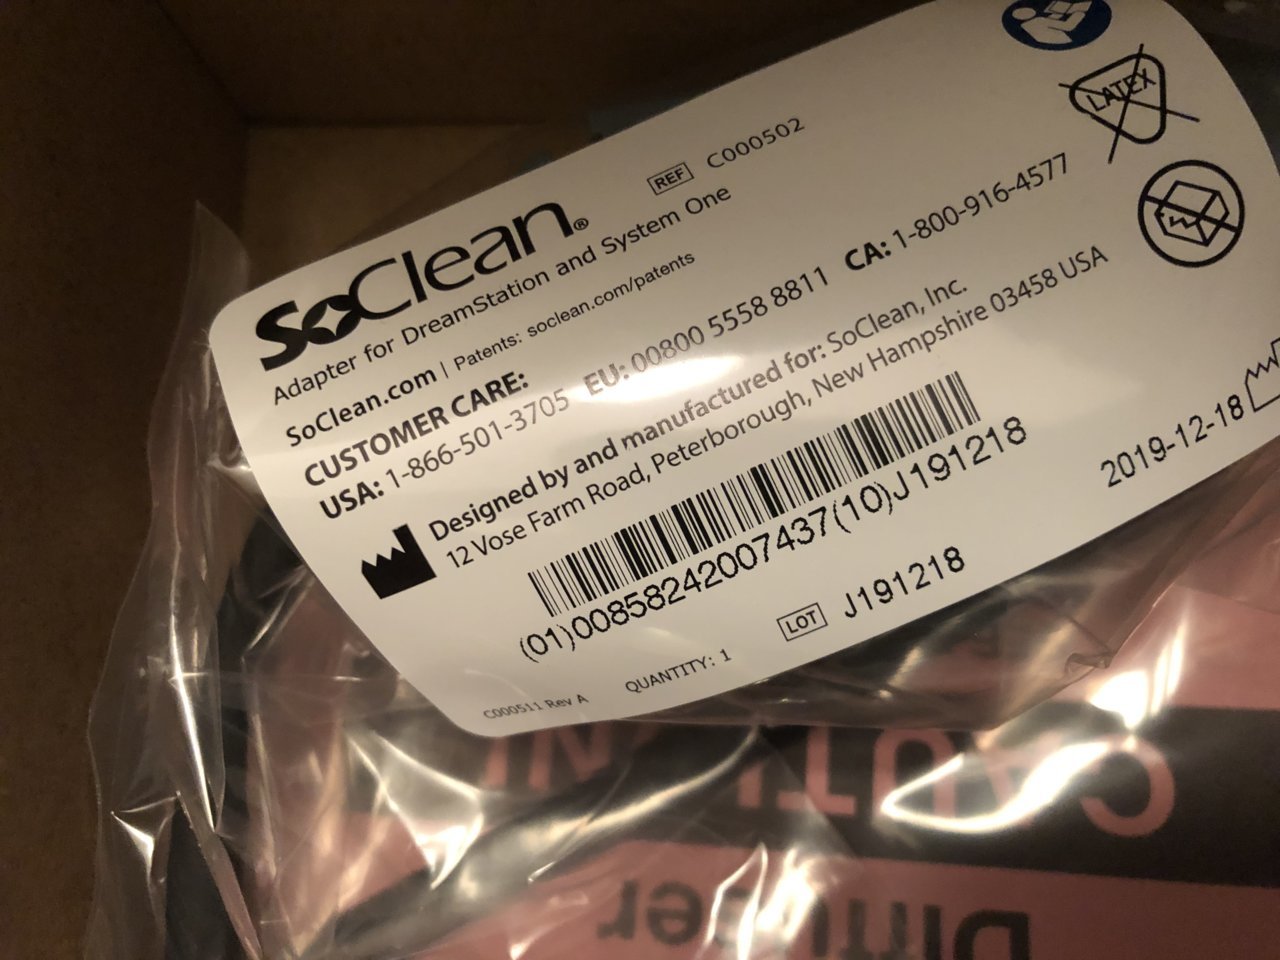 LATEX
REF C000502
SoClean®
Adapter for DreamStation and System One
SoClean.com | Patents: soclean.com/patents
CUSTOMER CARE:
USA: 1-866-501-3705 EU: 00800 5558 8811 CA: 1-800-916-4577
Designed by and manufactured for: SoClean, Inc.
12 Vose Farm Road, Peterborough, New Hampshire 03458 USA
(01)00858242007437(10)J191218
2019-12-18
LOT J191218
QUANTITY: 1
C000511 Rev A
CAUTION
Diffuser